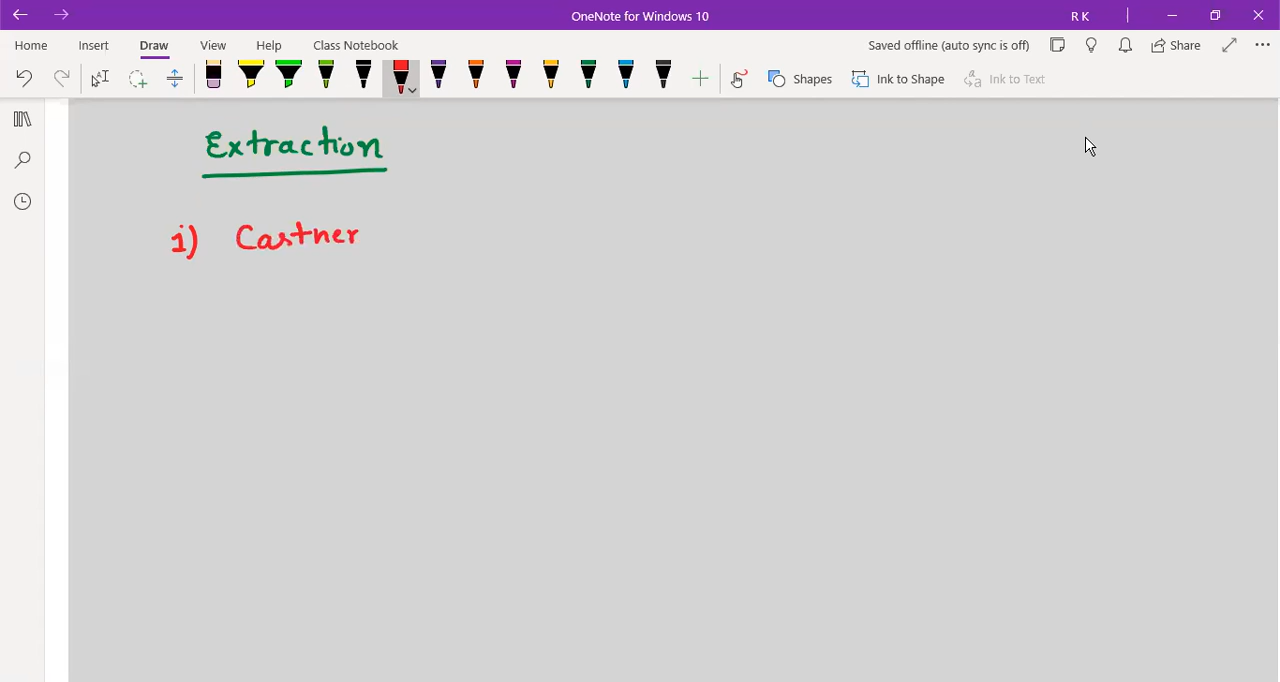 OneNote for Windows 10
R K
Home Insert Draw View Help Class Notebook
Saved offline (auto sync is off) Share
Shapes Ink to Shape Ink to Text
Extraction
i) Castner